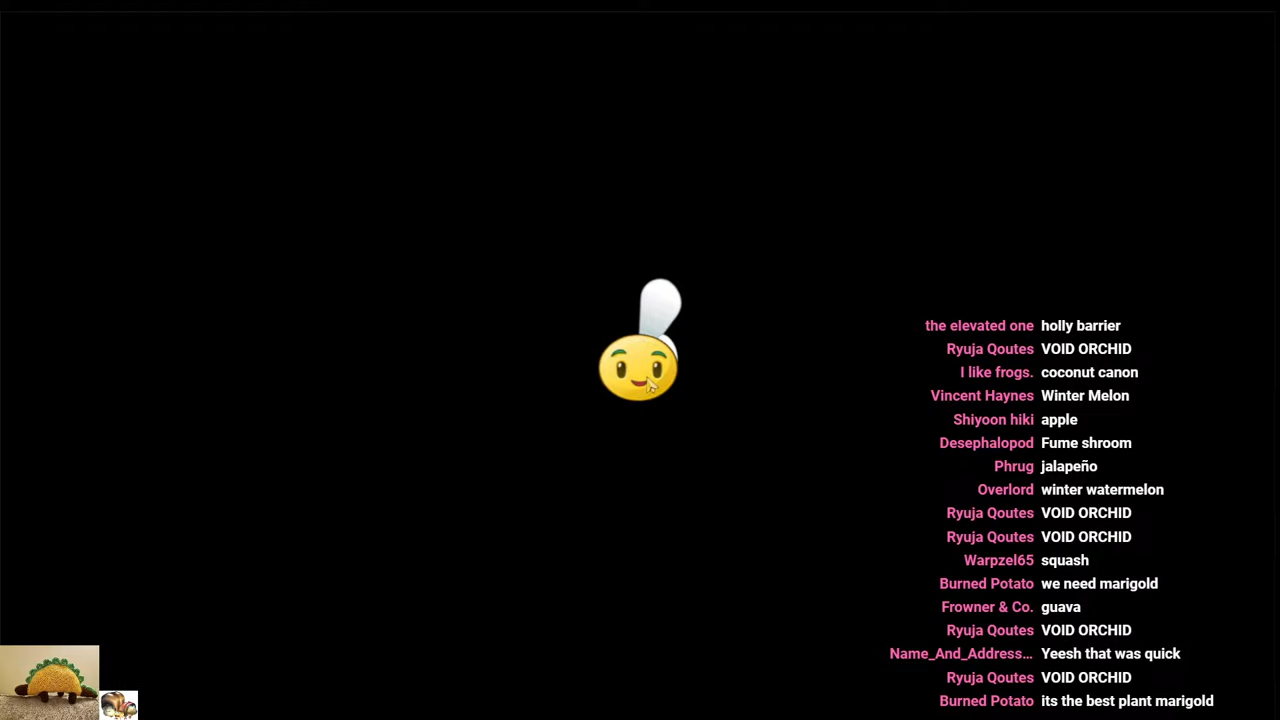 the elevated one holly barrier
Ryuja Qoutes VOID ORCHID
I like frogs. coconut canon
Vincent Haynes Winter Melon
Shiyoon hiki apple
Desephalopod Fume shroom
Phrug jalapeño
Overlord winter watermelon
Ryuja Qoutes VOID ORCHID
Ryuja Qoutes VOID ORCHID
Warpzel65 squash
Burned Potato we need marigold
Frowner & Co. guava
Ryuja Qoutes VOID ORCHID
Name_And_Address… Yeesh that was quick
Ryuja Qoutes VOID ORCHID
Burned Potato its the best plant marigold